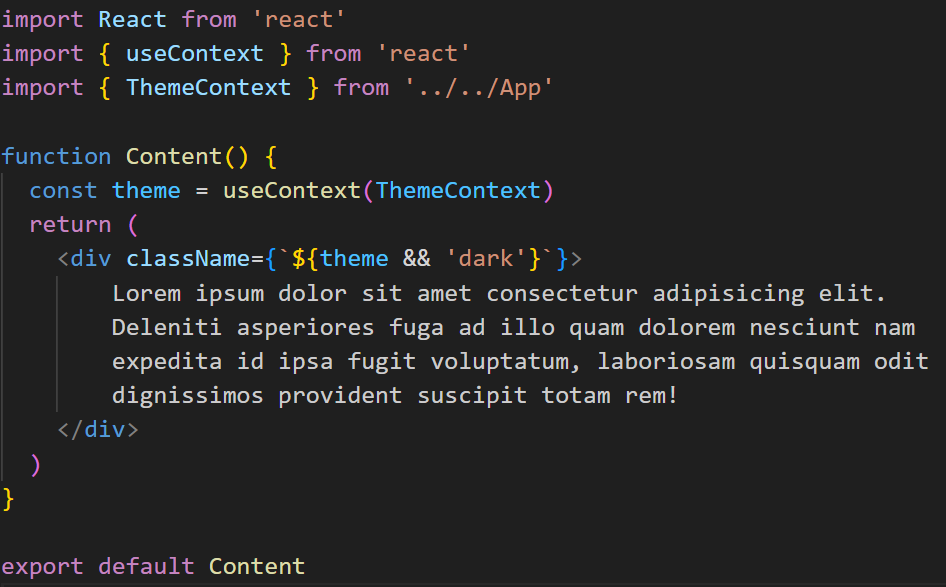 import React from 'react'
import { useContext } from 'react'
import { ThemeContext } from '../../App'

function Content() {
  const theme = useContext(ThemeContext)
  return (
    <div className={`${theme && 'dark'}`}>
        Lorem ipsum dolor sit amet consectetur adipisicing elit.
        Deleniti asperiores fuga ad illo quam dolorem nesciunt nam
        expedita id ipsa fugit voluptatum, laboriosam quisquam odit
        dignissimos provident suscipit totam rem!
    </div>
  )
}

export default Content